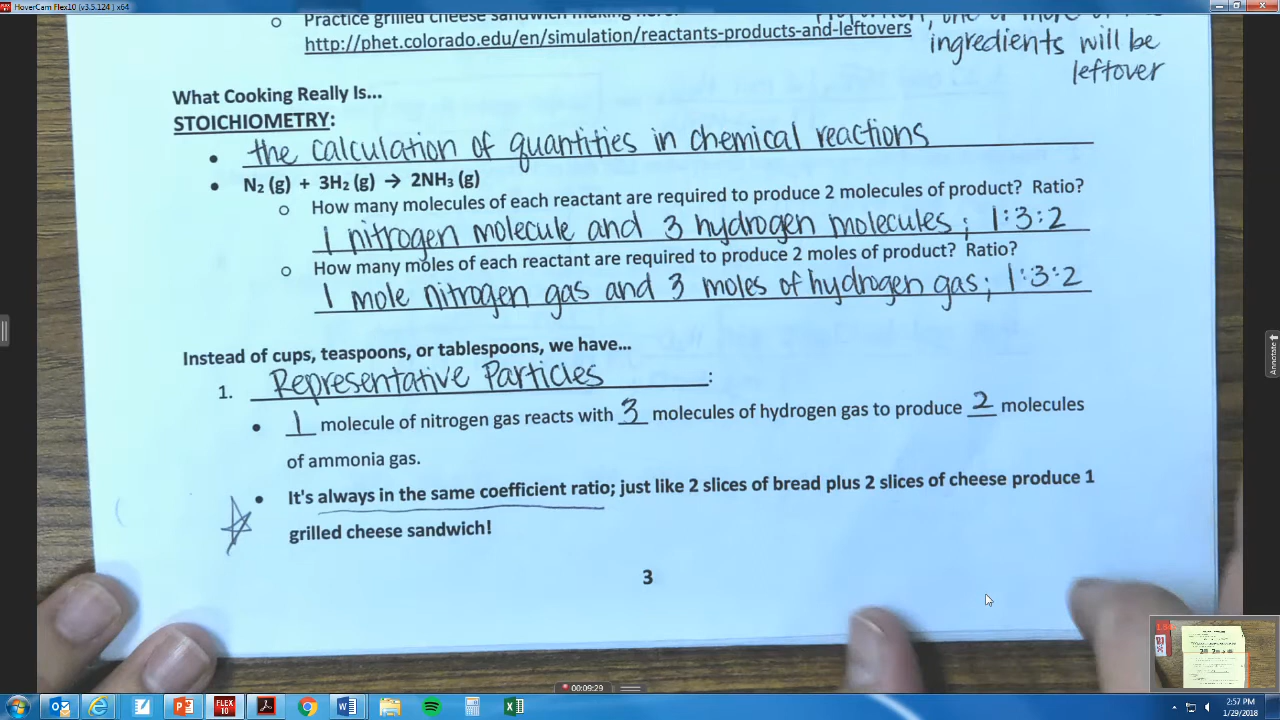 HoverCam Flex10 (v3.5.124) x64
Practice grilled cheese sandwich making
http://phet.colorado.edu/en/simulation/reactants-products-and-leftovers
ingredients will be
leftover
What Cooking Really Is...
STOICHIOMETRY:
the calculation of quantities in chemical reactions
N₂ (g) + 3H₂ (g) → 2NH₃ (g)
How many molecules of each reactant are required to produce 2 molecules of product? Ratio?
1 nitrogen molecule and 3 hydrogen molecules; 1:3:2
How many moles of each reactant are required to produce 2 moles of product? Ratio?
1 mole nitrogen gas and 3 moles of hydrogen gas; 1:3:2
Instead of cups, teaspoons, or tablespoons, we have...
1. Representative Particles:
1 molecule of nitrogen gas reacts with 3 molecules of hydrogen gas to produce 2 molecules
of ammonia gas.
It's always in the same coefficient ratio; just like 2 slices of bread plus 2 slices of cheese produce 1
grilled cheese sandwich!
3
Annotate
00:09:29
FLEX
10
2:57 PM
1/29/2018